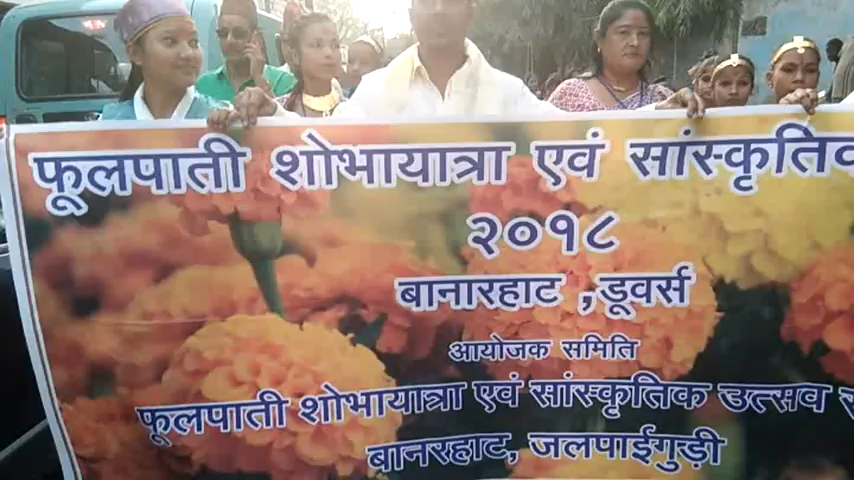 फूलपाती शोभायात्रा एवं सांस्कृतिक
२०१८
बानारहाट ,डूवर्स
आयोजक समिति
फूलपाती शोभायात्रा एवं सांस्कृतिक उत्सव
बानरहाट, जलपाईगुड़ी